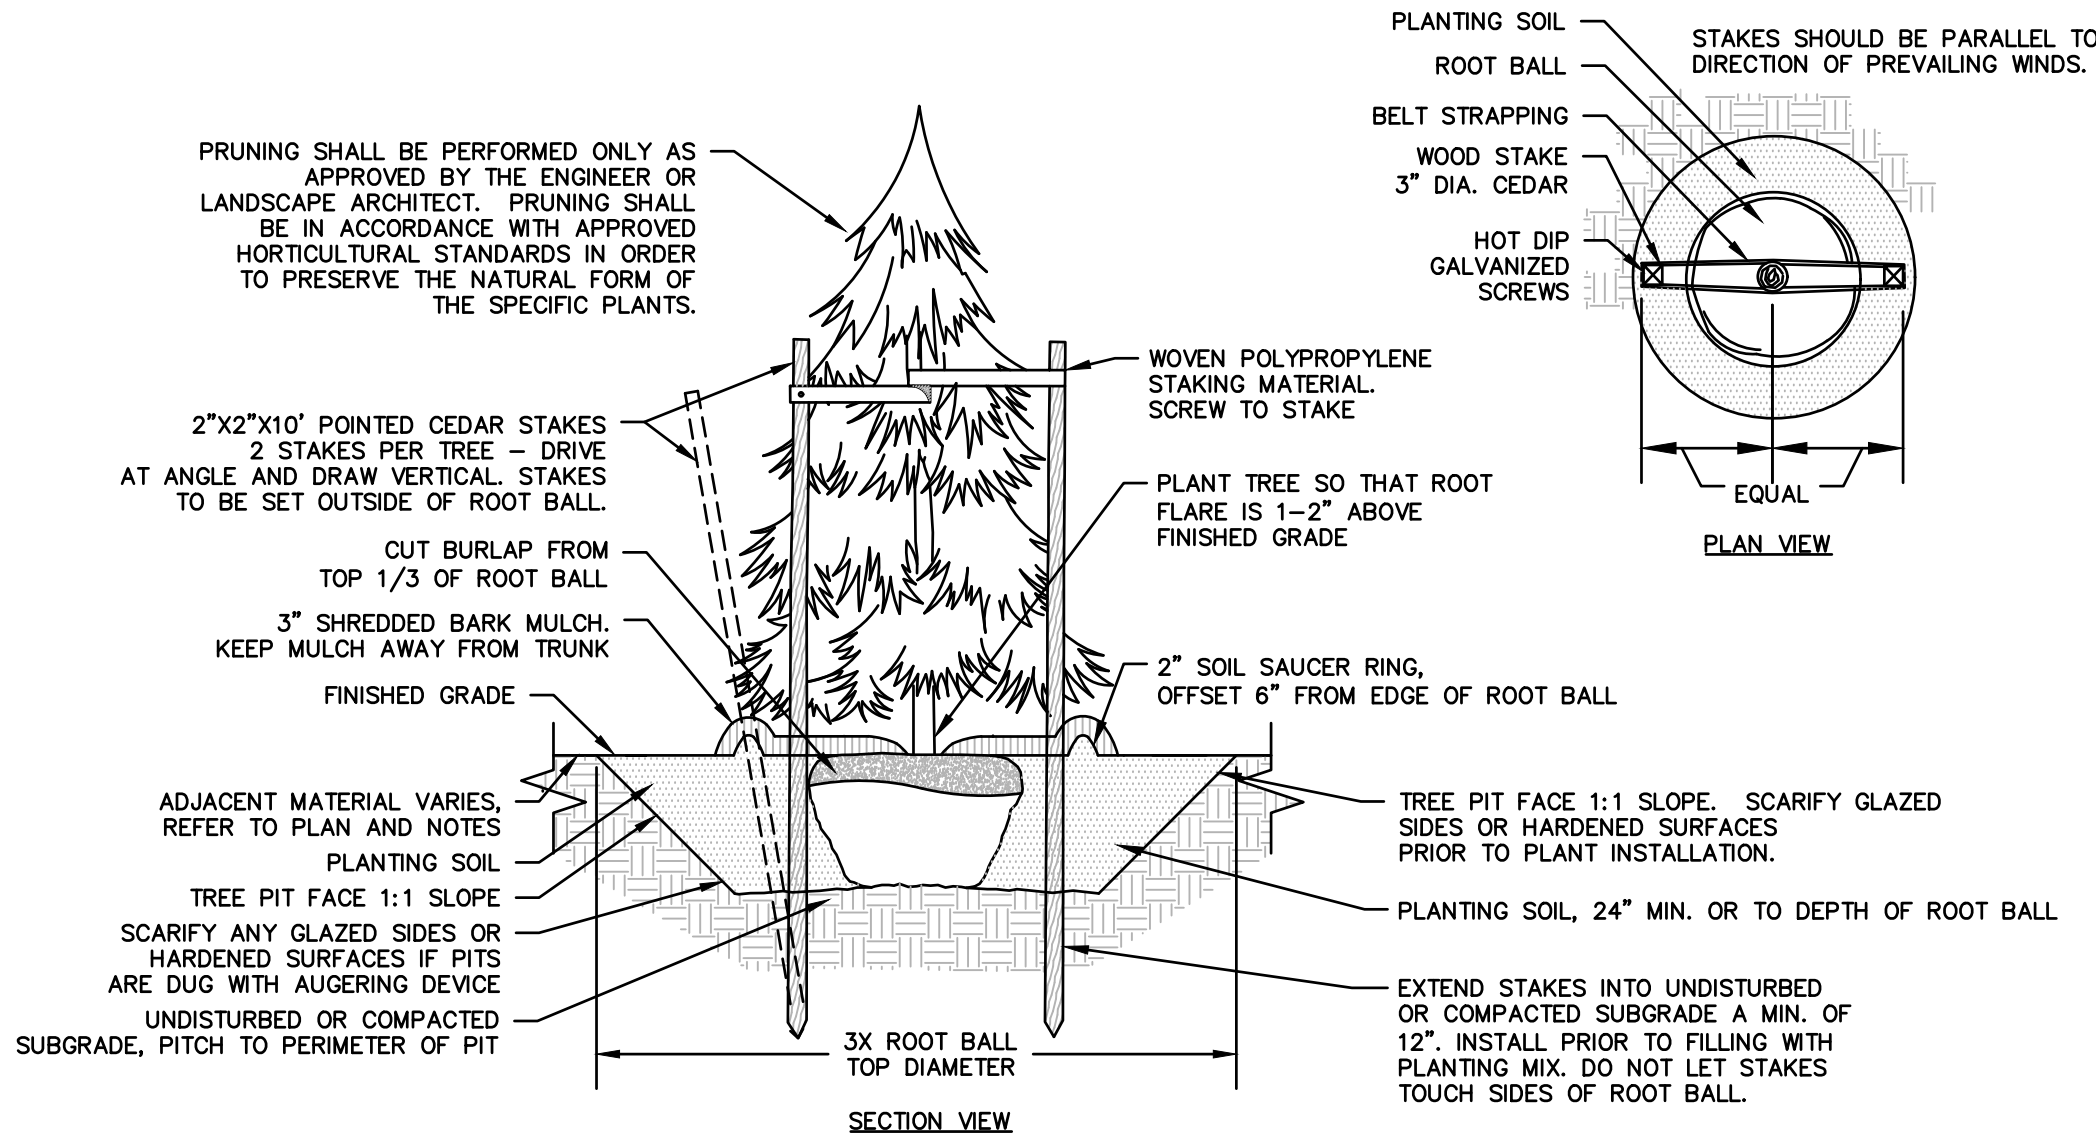 PRUNING SHALL BE PERFORMED ONLY AS
APPROVED BY THE ENGINEER OR
LANDSCAPE ARCHITECT.  PRUNING SHALL
BE IN ACCORDANCE WITH APPROVED
HORTICULTURAL STANDARDS IN ORDER
TO PRESERVE THE NATURAL FORM OF
THE SPECIFIC PLANTS.
2"X2"X10' POINTED CEDAR STAKES
2 STAKES PER TREE – DRIVE
AT ANGLE AND DRAW VERTICAL. STAKES
TO BE SET OUTSIDE OF ROOT BALL.
CUT BURLAP FROM
TOP 1/3 OF ROOT BALL
3" SHREDDED BARK MULCH.
KEEP MULCH AWAY FROM TRUNK
FINISHED GRADE
ADJACENT MATERIAL VARIES,
REFER TO PLAN AND NOTES
PLANTING SOIL
TREE PIT FACE 1:1 SLOPE
SCARIFY ANY GLAZED SIDES OR
HARDENED SURFACES IF PITS
ARE DUG WITH AUGERING DEVICE
UNDISTURBED OR COMPACTED
SUBGRADE, PITCH TO PERIMETER OF PIT
WOVEN POLYPROPYLENE
STAKING MATERIAL.
SCREW TO STAKE
PLANT TREE SO THAT ROOT
FLARE IS 1–2" ABOVE
FINISHED GRADE
2" SOIL SAUCER RING,
OFFSET 6" FROM EDGE OF ROOT BALL
TREE PIT FACE 1:1 SLOPE.  SCARIFY GLAZED
SIDES OR HARDENED SURFACES
PRIOR TO PLANT INSTALLATION.
PLANTING SOIL, 24" MIN. OR TO DEPTH OF ROOT BALL
EXTEND STAKES INTO UNDISTURBED
OR COMPACTED SUBGRADE A MIN. OF
12". INSTALL PRIOR TO FILLING WITH
PLANTING MIX. DO NOT LET STAKES
TOUCH SIDES OF ROOT BALL.
3X ROOT BALL
TOP DIAMETER
SECTION VIEW
PLANTING SOIL
ROOT BALL
BELT STRAPPING
WOOD STAKE
3" DIA. CEDAR
HOT DIP
GALVANIZED
SCREWS
STAKES SHOULD BE PARALLEL TO
DIRECTION OF PREVAILING WINDS.
EQUAL
PLAN VIEW